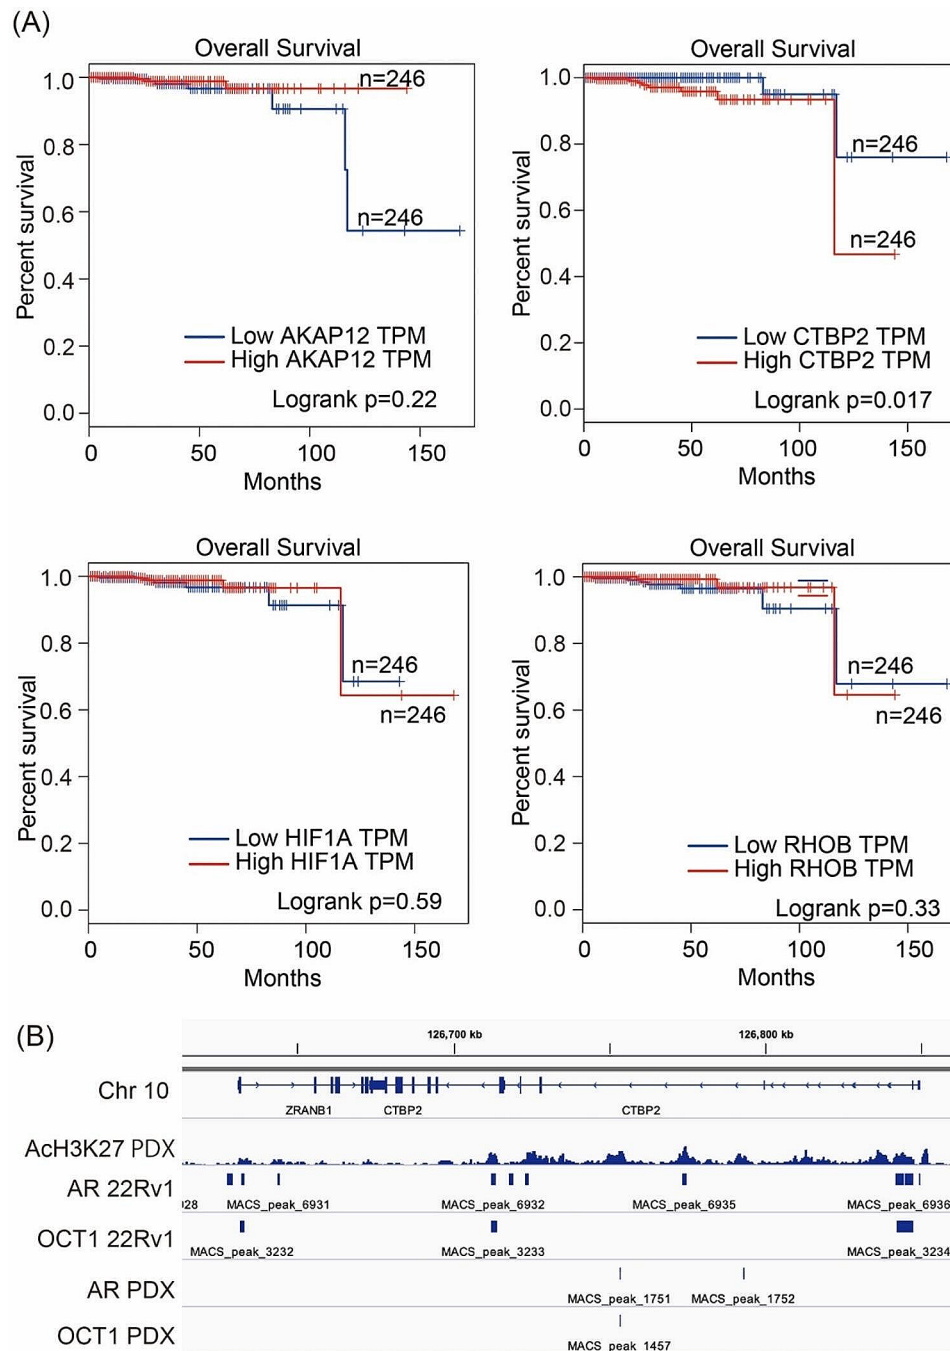 (A)
Overall Survival
Percent survival
1.0
0.8
0.6
0.4
0.2
0.0
n=246
n=246
Low AKAP12 TPM
High AKAP12 TPM
Logrank p=0.22
0 50 100 150
Months
Overall Survival
Percent survival
1.0
0.8
0.6
0.4
0.2
0.0
n=246
n=246
Low CTBP2 TPM
High CTBP2 TPM
Logrank p=0.017
0 50 100 150
Months
Overall Survival
Percent survival
1.0
0.8
0.6
0.4
0.2
0.0
n=246
n=246
Low HIF1A TPM
High HIF1A TPM
Logrank p=0.59
0 50 100 150
Months
Overall Survival
Percent survival
1.0
0.8
0.6
0.4
0.2
0.0
n=246
n=246
Low RHOB TPM
High RHOB TPM
Logrank p=0.33
0 50 100 150
Months
(B)
126,700 kb 126,800 kb
Chr 10
ZRANB1 CTBP2 CTBP2
AcH3K27 PDX
AR 22Rv1
928 MACS_peak_6931 MACS_peak_6932 MACS_peak_6935 MACS_peak_6936
OCT1 22Rv1
MACS_peak_3232 MACS_peak_3233 MACS_peak_3234
AR PDX
MACS_peak_1751 MACS_peak_1752
OCT1 PDX
MACS_peak_1457